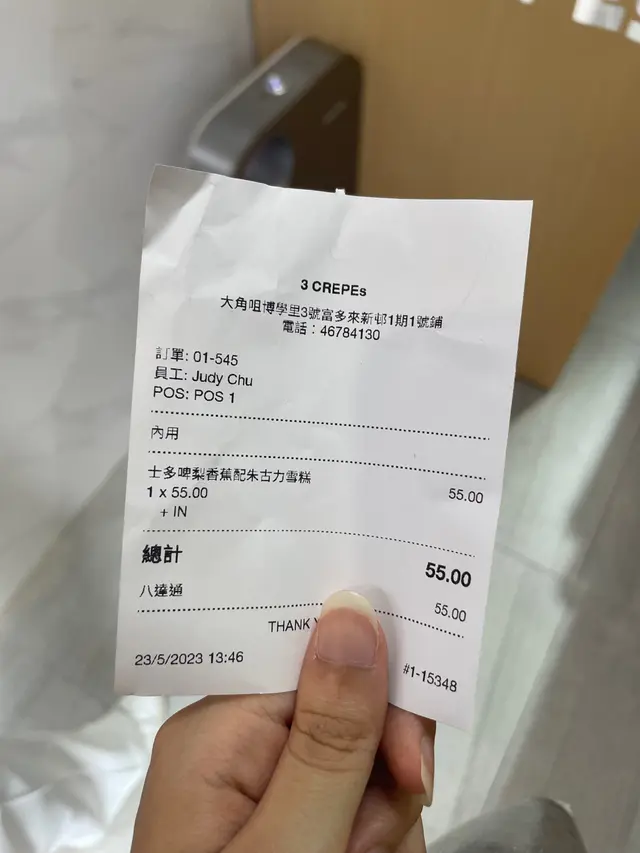 3 CREPEs
大角咀博學里3號富多來新邨1期1號鋪
電話：46784130
訂單: 01-545
員工: Judy Chu
POS: POS 1
內用
士多啤梨香蕉配朱古力雪糕 55.00
1 x 55.00
+ IN
總計 55.00
八達通 55.00
THANK
23/5/2023 13:46 #1-15348